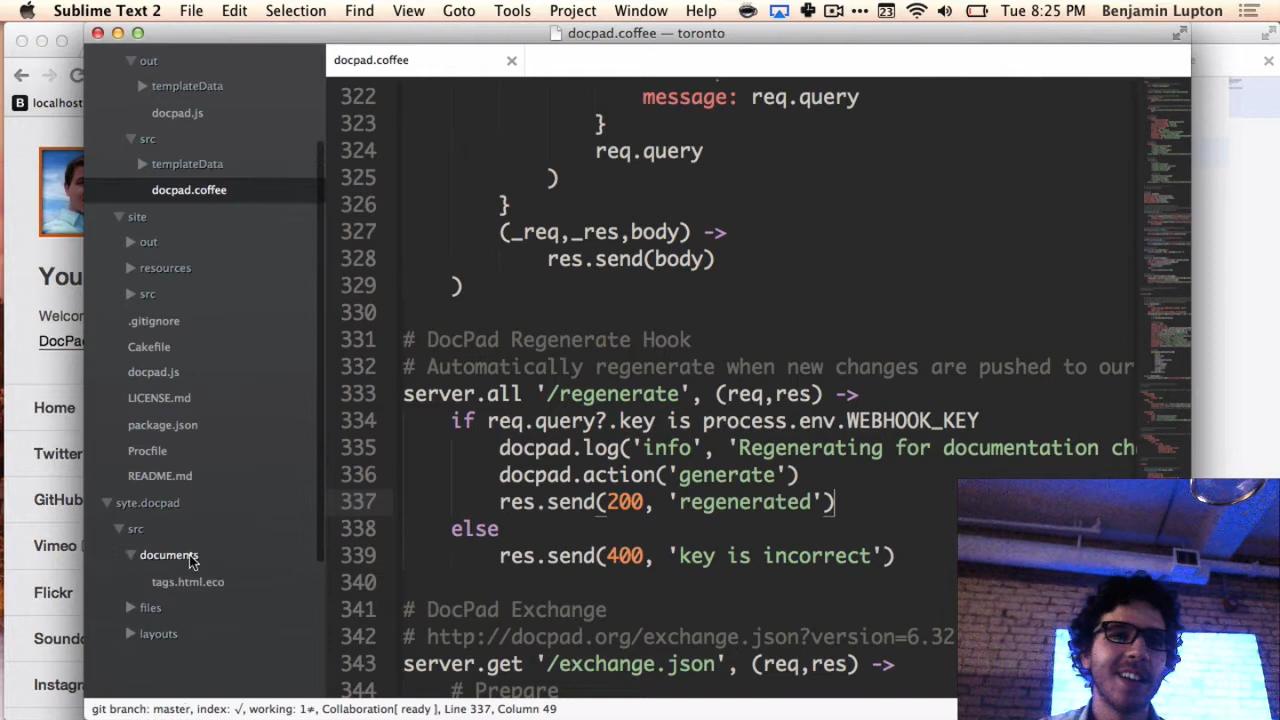 Sublime Text 2 File Edit Selection Find View Goto Tools Project Window Help 23 Tue 8:25 PM Benjamin Lupton
docpad.coffee — toronto
docpad.coffee
localhost
You
Welcom
DocPad
Home
Twitter
GitHub
Vimeo
Flickr
Soundc
Instagra
out
templateData
docpad.js
src
templateData
docpad.coffee
site
out
resources
src
.gitignore
Cakefile
docpad.js
LICENSE.md
package.json
Procfile
README.md
syte.docpad
src
documents
tags.html.eco
files
layouts
322 message: req.query
323 }
324 req.query
325 )
326 }
327 (_req,_res,body) ->
328 res.send(body)
329 )
330
331 # DocPad Regenerate Hook
332 # Automatically regenerate when new changes are pushed to our
333 server.all '/regenerate', (req,res) ->
334 if req.query?.key is process.env.WEBHOOK_KEY
335 docpad.log('info', 'Regenerating for documentation ch
336 docpad.action('generate')
337 res.send(200, 'regenerated')
338 else
339 res.send(400, 'key is incorrect')
340
341 # DocPad Exchange
342 # http://docpad.org/exchange.json?version=6.32
343 server.get '/exchange.json', (req,res) ->
344 # Prepare
git branch: master, index: √, working: 1≠, Collaboration[ ready ], Line 337, Column 49